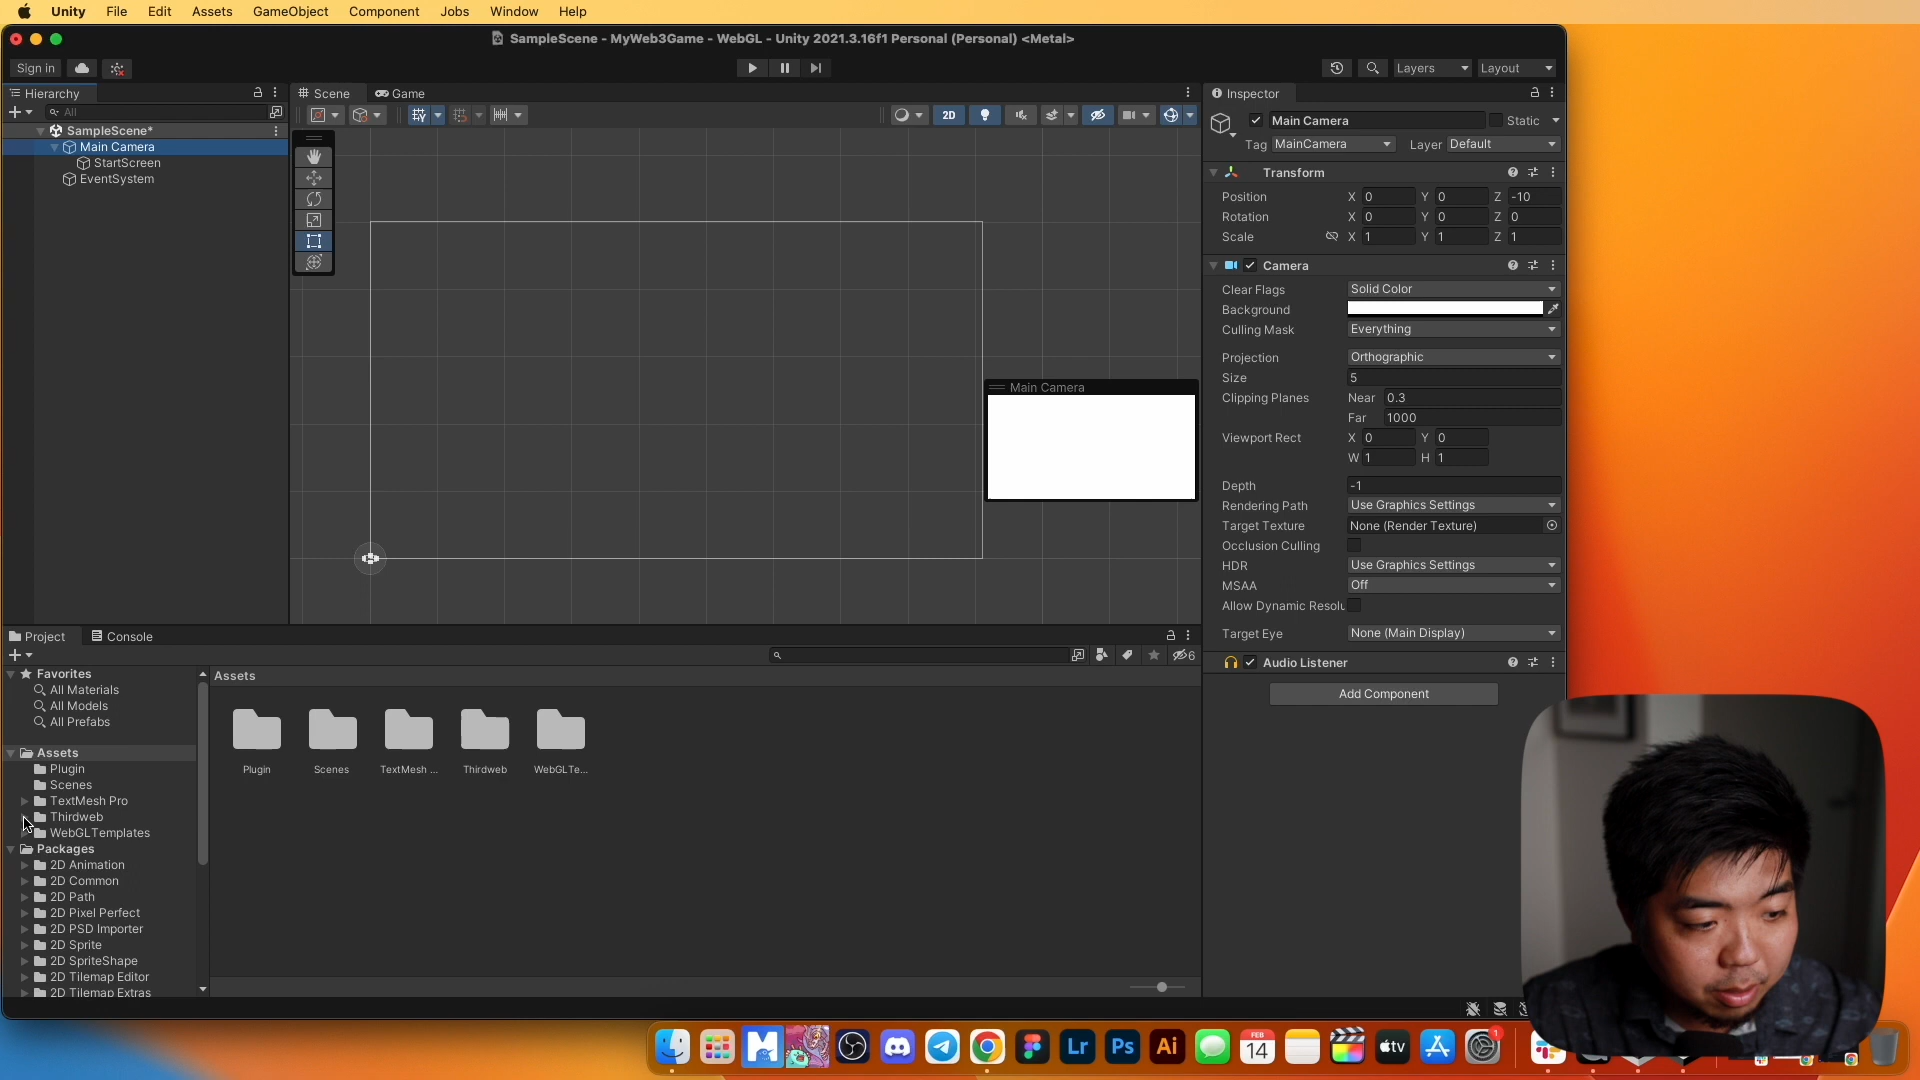 Unity File Edit Assets GameObject Component Jobs Window Help
SampleScene - MyWeb3Game - WebGL - Unity 2021.3.16f1 Personal (Personal) <Metal>
Sign in
Layers
Layout
Hierarchy
All
SampleScene*
Main Camera
StartScreen
EventSystem
Scene
Game
2D
Main Camera
Inspector
Main Camera
Static
Tag MainCamera Layer Default
Transform
Position X 0 Y 0 Z -10
Rotation X 0 Y 0 Z 0
Scale X 1 Y 1 Z 1
Camera
Clear Flags Solid Color
Background
Culling Mask Everything
Projection Orthographic
Size 5
Clipping Planes Near 0.3
Far 1000
Viewport Rect X 0 Y 0
W 1 H 1
Depth -1
Rendering Path Use Graphics Settings
Target Texture None (Render Texture)
Occlusion Culling
HDR Use Graphics Settings
MSAA Off
Allow Dynamic Resolu
Target Eye None (Main Display)
Audio Listener
Add Component
Project
Console
6
Favorites
All Materials
All Models
All Prefabs
Assets
Plugin
Scenes
TextMesh Pro
Thirdweb
WebGLTemplates
Packages
2D Animation
2D Common
2D Path
2D Pixel Perfect
2D PSD Importer
2D Sprite
2D SpriteShape
2D Tilemap Editor
2D Tilemap Extras
Assets
Plugin
Scenes
TextMesh ...
Thirdweb
WebGLTe...
Lr
Ps
Ai
FEB
14
tv
1